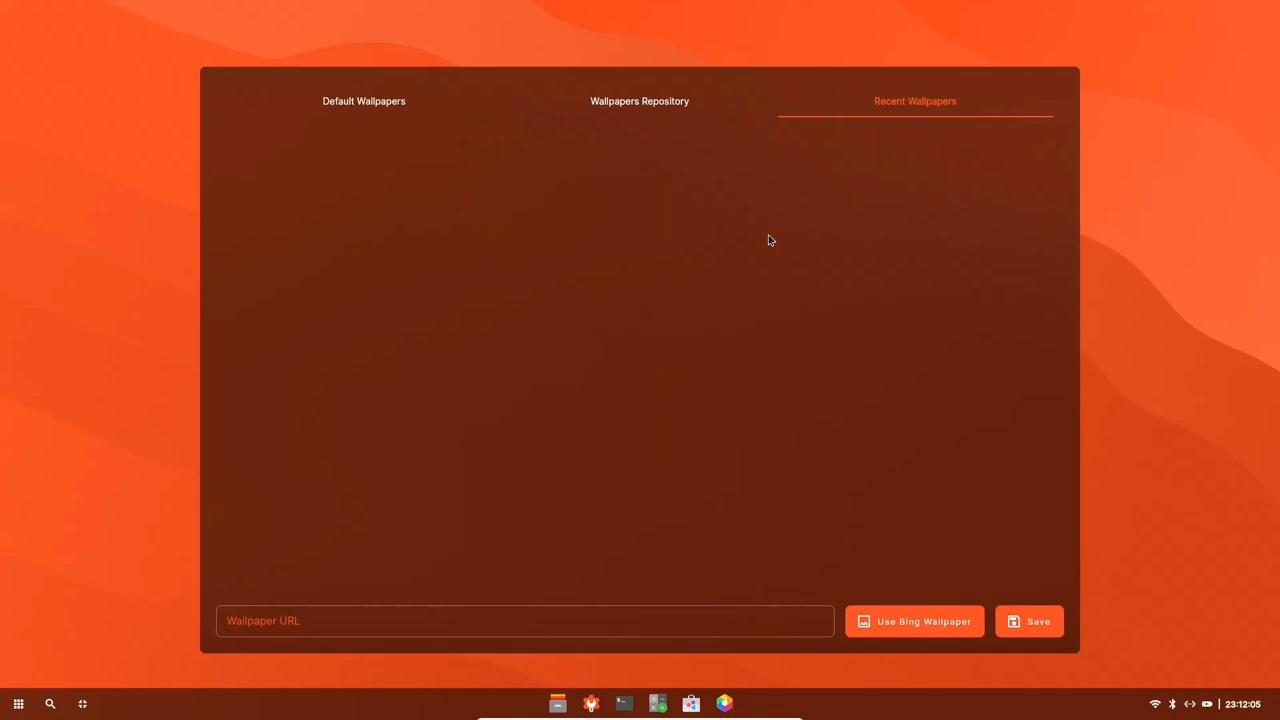 Default Wallpapers
Wallpapers Repository
Recent Wallpapers
Wallpaper URL
Use Bing Wallpaper
Save
23:12:05